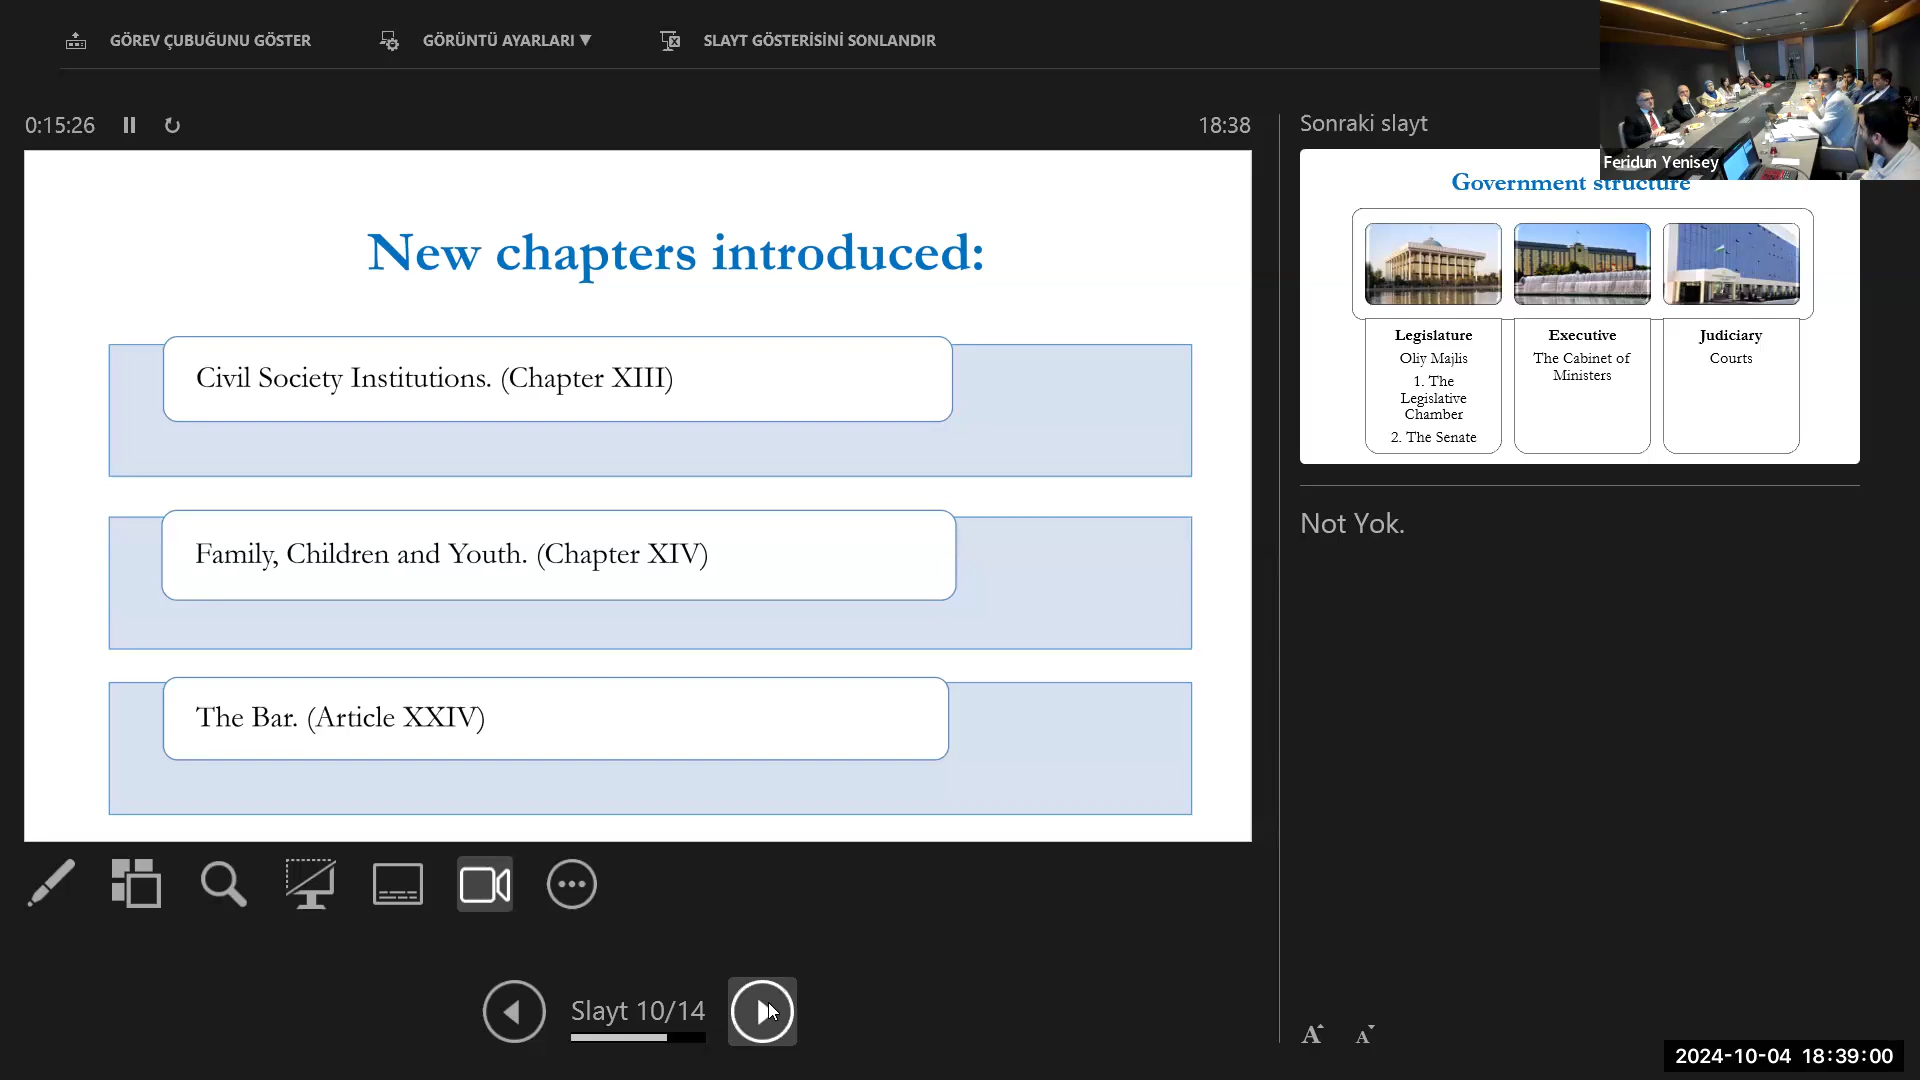 GÖREV ÇUBUĞUNU GÖSTER
GÖRÜNTÜ AYARLARI ▼
SLAYT GÖSTERİSİNİ SONLANDIR
0:15:26
18:38
New chapters introduced:
Civil Society Institutions. (Chapter XIII)
Family, Children and Youth. (Chapter XIV)
The Bar. (Article XXIV)
Slayt 10/14
Sonraki slayt
Feridun Yenisey
Government structure
Legislature
Oliy Majlis
1. The
Legislative
Chamber
2. The Senate
Executive
The Cabinet of
Ministers
Judiciary
Courts
Not Yok.
A A
2024-10-04 18:39:00